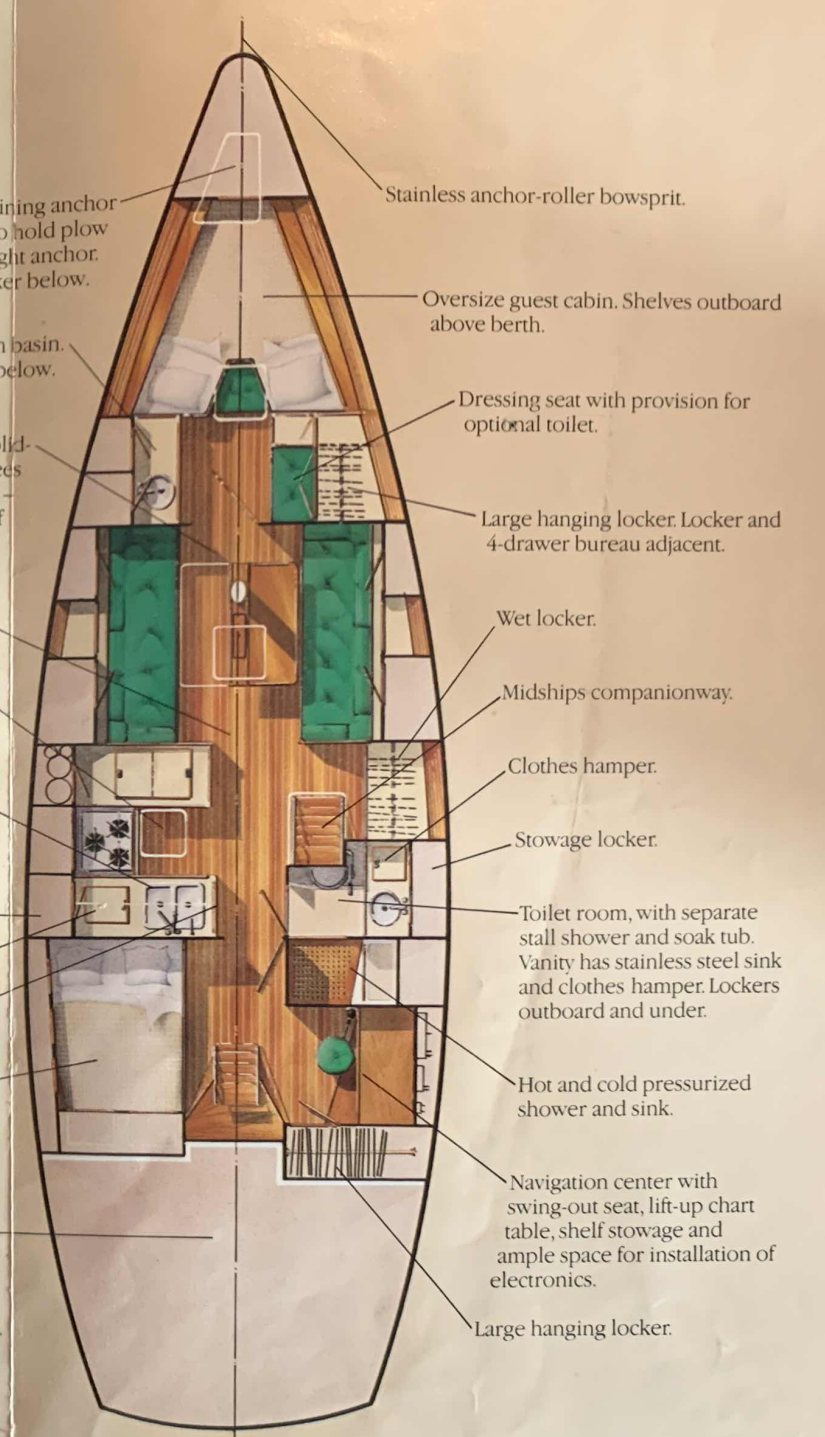 Stainless anchor-roller bowsprit.
anchor
hold plow
anchor.
below.
Oversize guest cabin. Shelves outboard
above berth.
basin.
below.
Dressing seat with provision for
optional toilet.
Large hanging locker. Locker and
4-drawer bureau adjacent.
Wet locker.
Midships companionway.
Clothes hamper.
Stowage locker.
Toilet room, with separate
stall shower and soak tub.
Vanity has stainless steel sink
and clothes hamper. Lockers
outboard and under.
Hot and cold pressurized
shower and sink.
Navigation center with
swing-out seat, lift-up chart
table, shelf stowage and
ample space for installation of
electronics.
Large hanging locker.